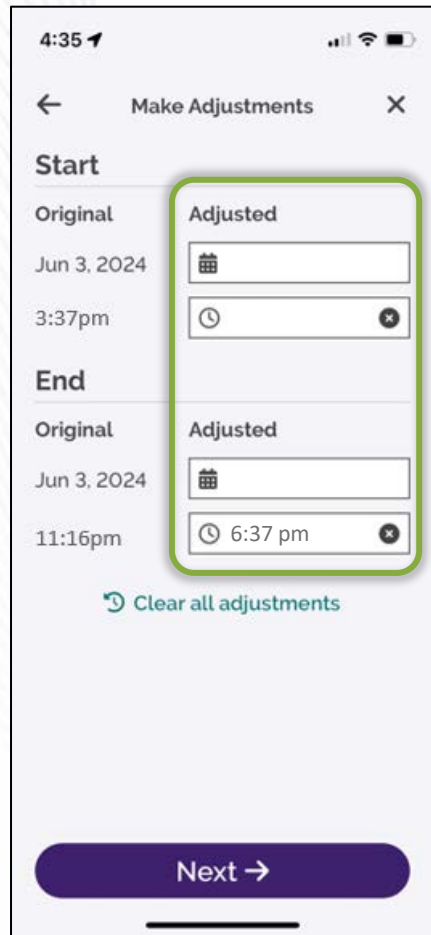 4:35
Make Adjustments
Start
Original Adjusted
Jun 3, 2024
3:37pm
End
Original Adjusted
Jun 3, 2024
11:16pm 6:37 pm
Clear all adjustments
Next →